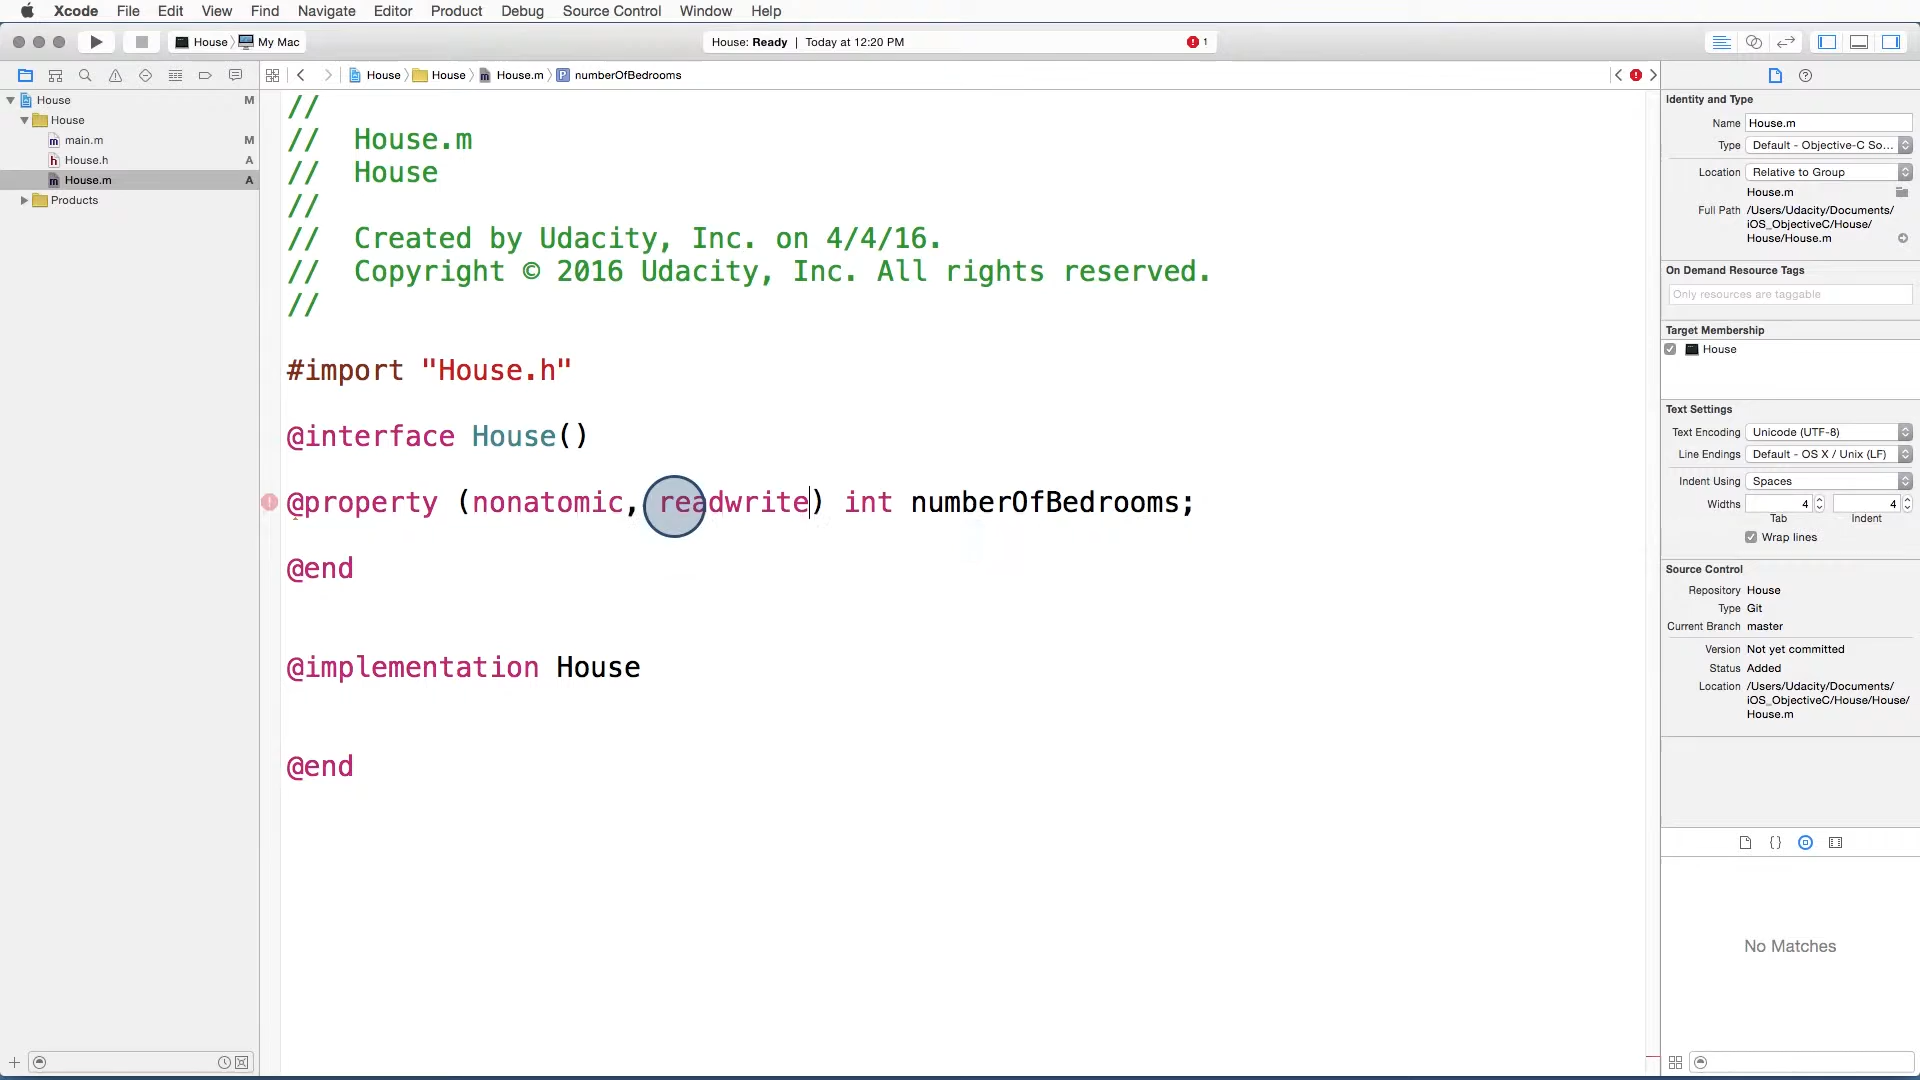 Xcode File Edit View Find Navigate Editor Product Debug Source Control Window Help
House My Mac
House: Ready | Today at 12:20 PM
1
House House House.m P numberOfBedrooms
House M
House
m main.m M
h House.h A
m House.m A
Products
//
// House.m
// House
//
// Created by Udacity, Inc. on 4/4/16.
// Copyright © 2016 Udacity, Inc. All rights reserved.
//
#import "House.h"
@interface House()
@property (nonatomic, readwrite) int numberOfBedrooms;
@end
@implementation House
@end
Identity and Type
Name House.m
Type Default - Objective-C So...
Location Relative to Group
House.m
Full Path /Users/Udacity/Documents/
iOS_ObjectiveC/House/
House/House.m
On Demand Resource Tags
Only resources are taggable
Target Membership
House
Text Settings
Text Encoding Unicode (UTF-8)
Line Endings Default - OS X / Unix (LF)
Indent Using Spaces
Widths 4 4
Tab Indent
Wrap lines
Source Control
Repository House
Type Git
Current Branch master
Version Not yet committed
Status Added
Location /Users/Udacity/Documents/
iOS_ObjectiveC/House/House/
House.m
{}
No Matches